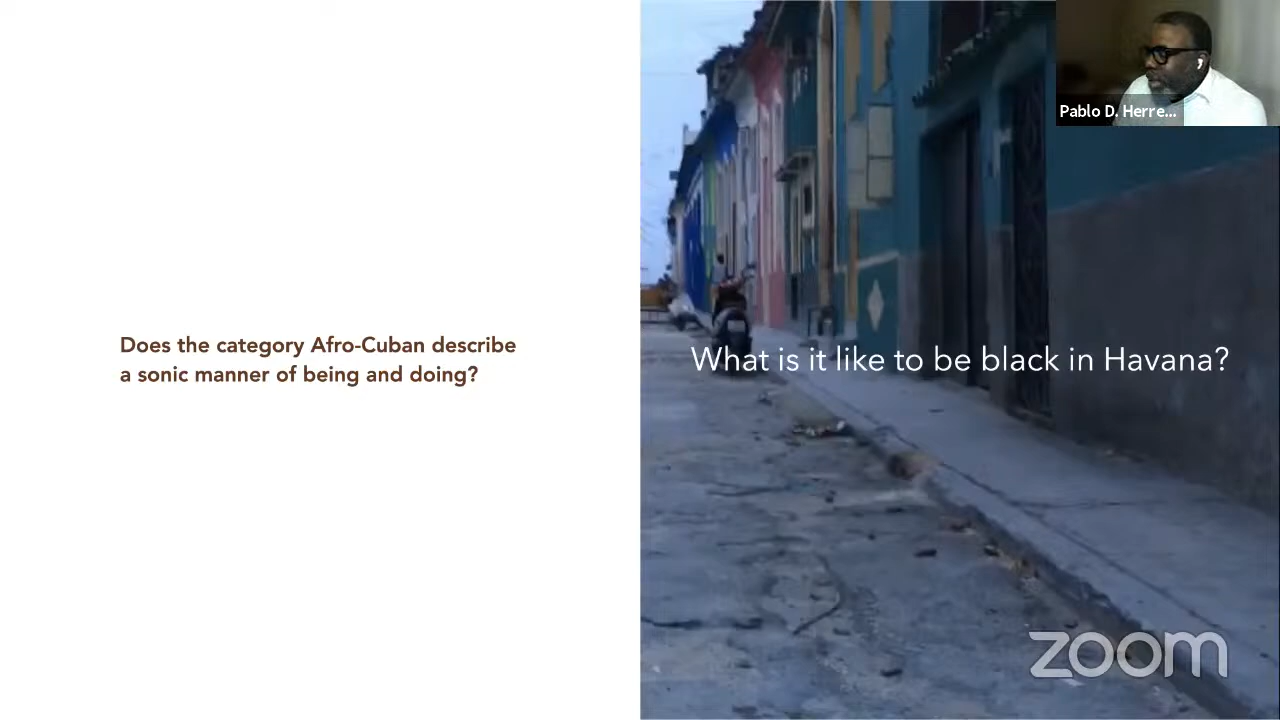 Does the category Afro-Cuban describe
a sonic manner of being and doing?
What is it like to be black in Havana?
Pablo D. Herre...
zoom